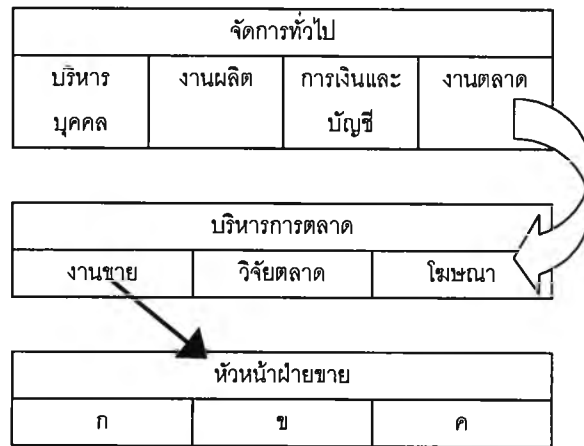 จัดการทั่วไป
บริหาร งานผลิต การเงินและ งานตลาด
บุคคล บัญชี
บริหารการตลาด
งานขาย วิจัยตลาด โฆษณา
หัวหน้าฝ่ายขาย
ก ข ค